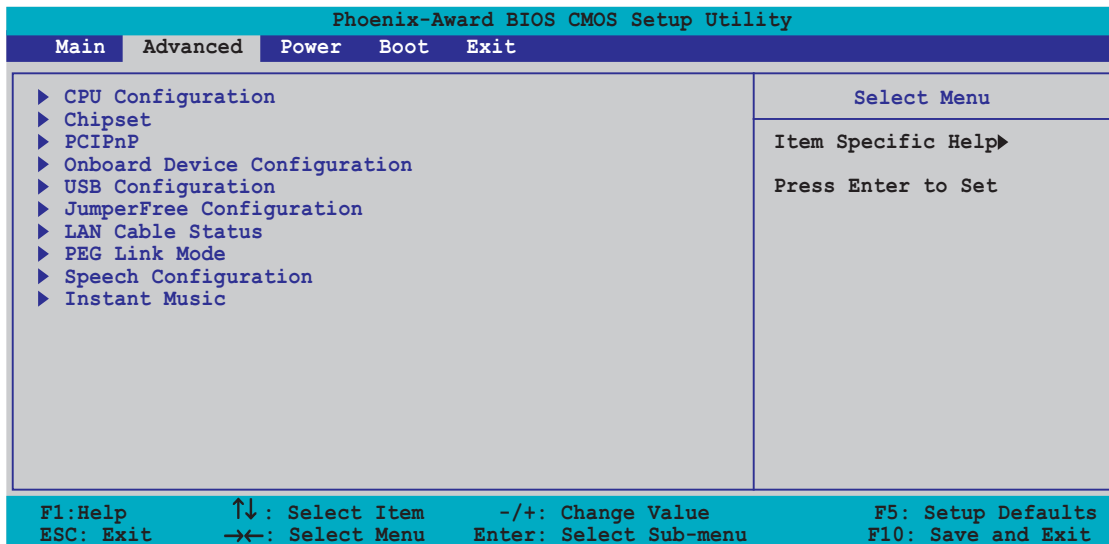 Phoenix-Award BIOS CMOS Setup Utility
Main Advanced Power Boot Exit
CPU Configuration
Chipset
PCIPnP
Onboard Device Configuration
USB Configuration
JumperFree Configuration
LAN Cable Status
PEG Link Mode
Speech Configuration
Instant Music
Select Menu
Item Specific Help▶
Press Enter to Set
F1:Help ↑↓: Select Item -/+: Change Value F5: Setup Defaults
ESC: Exit →←: Select Menu Enter: Select Sub-menu F10: Save and Exit